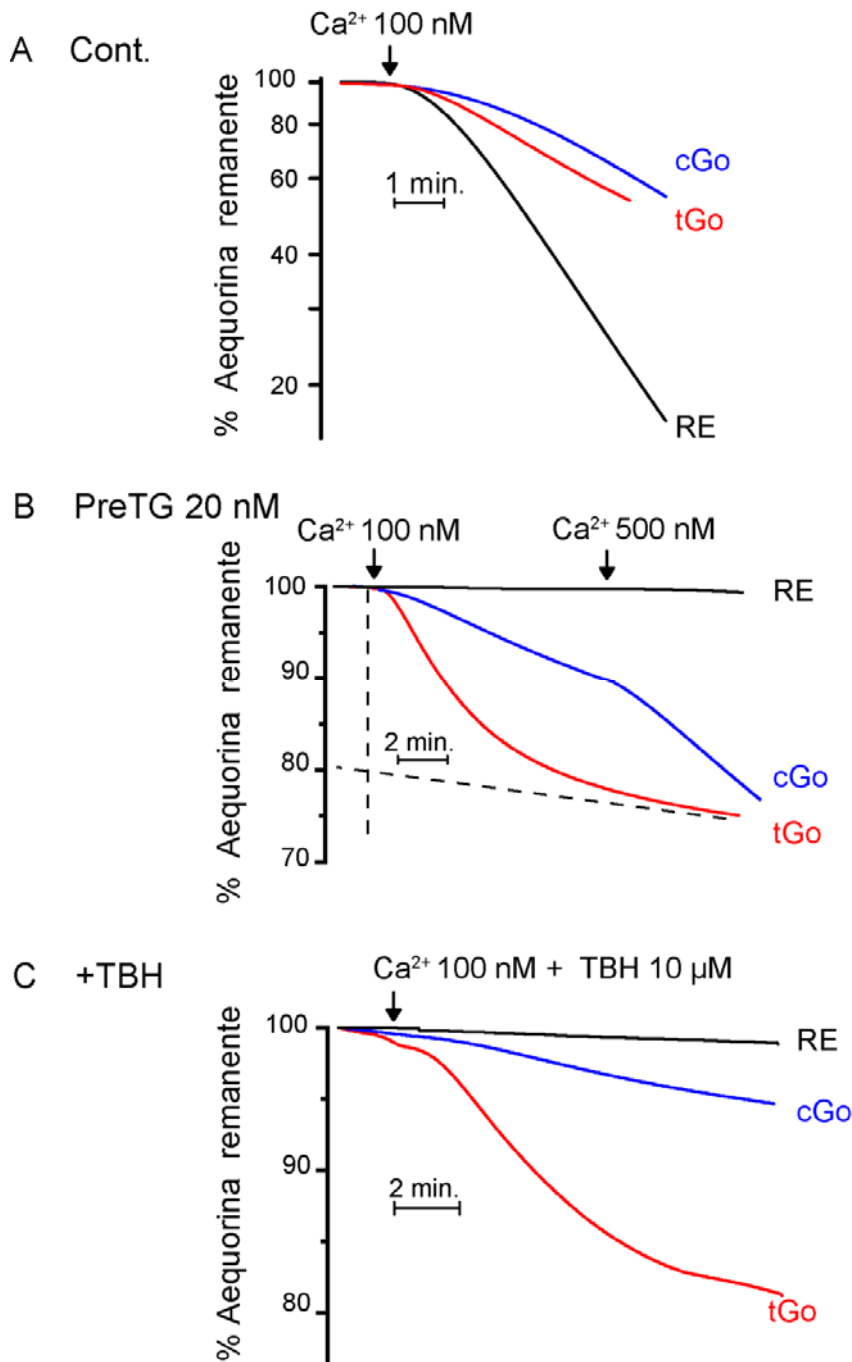 A Cont.
Ca²⁺ 100 nM
% Aequorina remanente
100
80
60
40
20
1 min.
cGo
tGo
RE
B PreTG 20 nM
Ca²⁺ 100 nM
Ca²⁺ 500 nM
% Aequorina remanente
100
90
80
70
2 min.
RE
cGo
tGo
C +TBH
Ca²⁺ 100 nM + TBH 10 µM
% Aequorina remanente
100
90
80
2 min.
RE
cGo
tGo